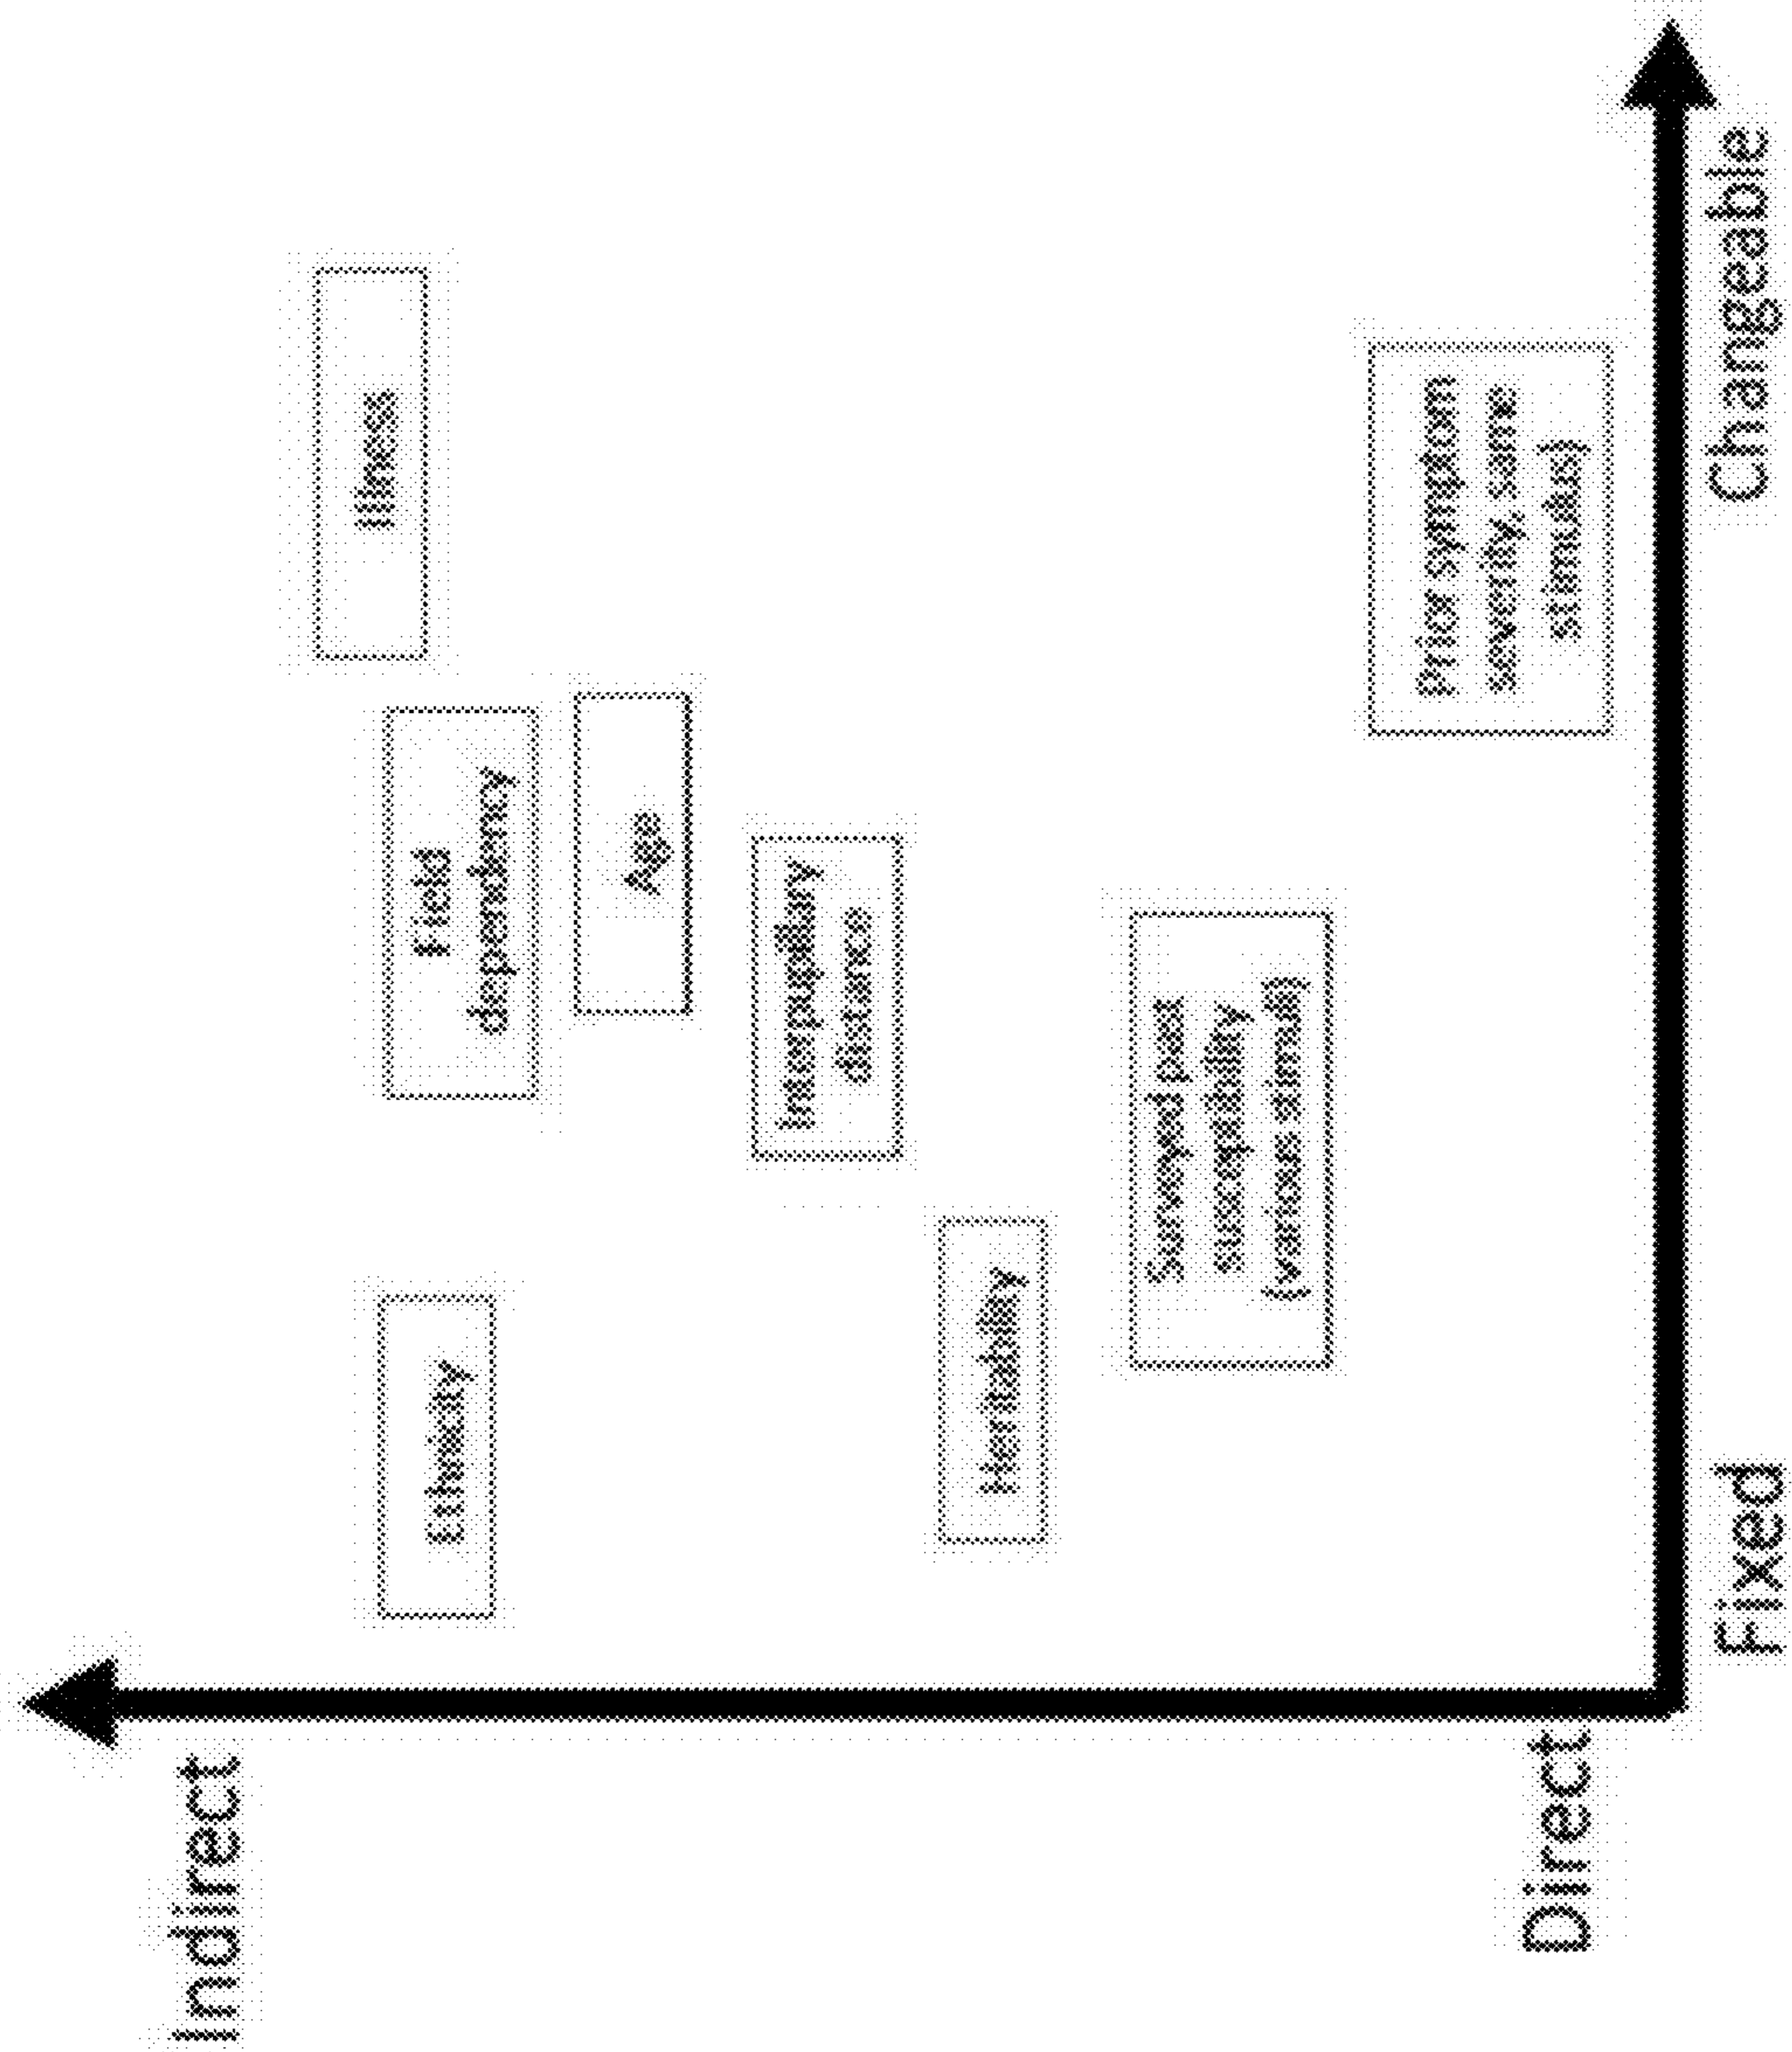 Indirect
Illness
Ethnicity
Field
dependency
Age
Interpupillary
distance
Heritability
Surveyed past
susceptibility
(various stimuli)
Prior symptom
severity, same
stimulus)
Direct
Fixed
Changeable